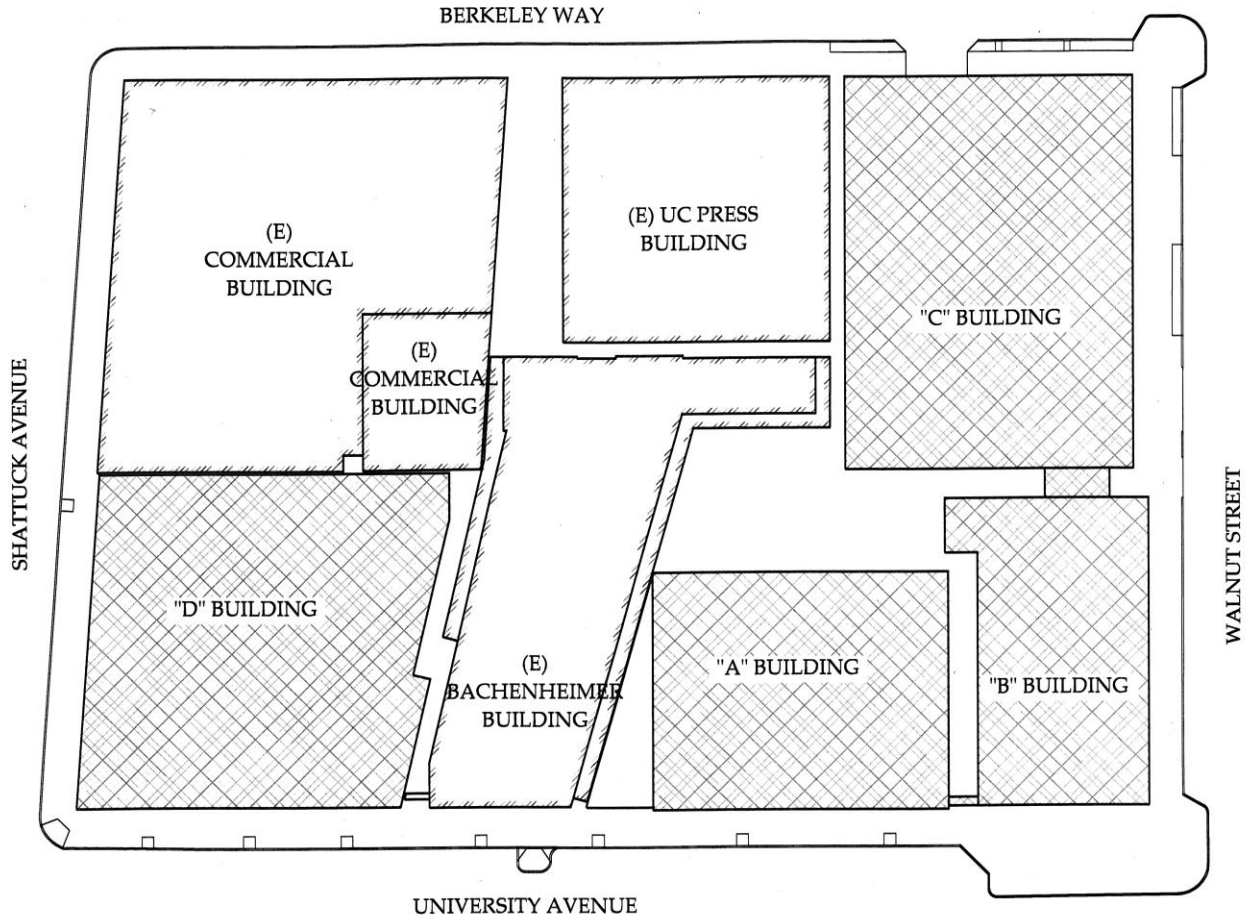 BERKELEY WAY
(E)
COMMERCIAL
BUILDING
(E) UC PRESS
BUILDING
"C" BUILDING
(E)
COMMERCIAL
BUILDING
SHATTUCK AVENUE
WALNUT STREET
"D" BUILDING
(E)
BACHENHEIMER
BUILDING
"A" BUILDING
"B" BUILDING
UNIVERSITY AVENUE